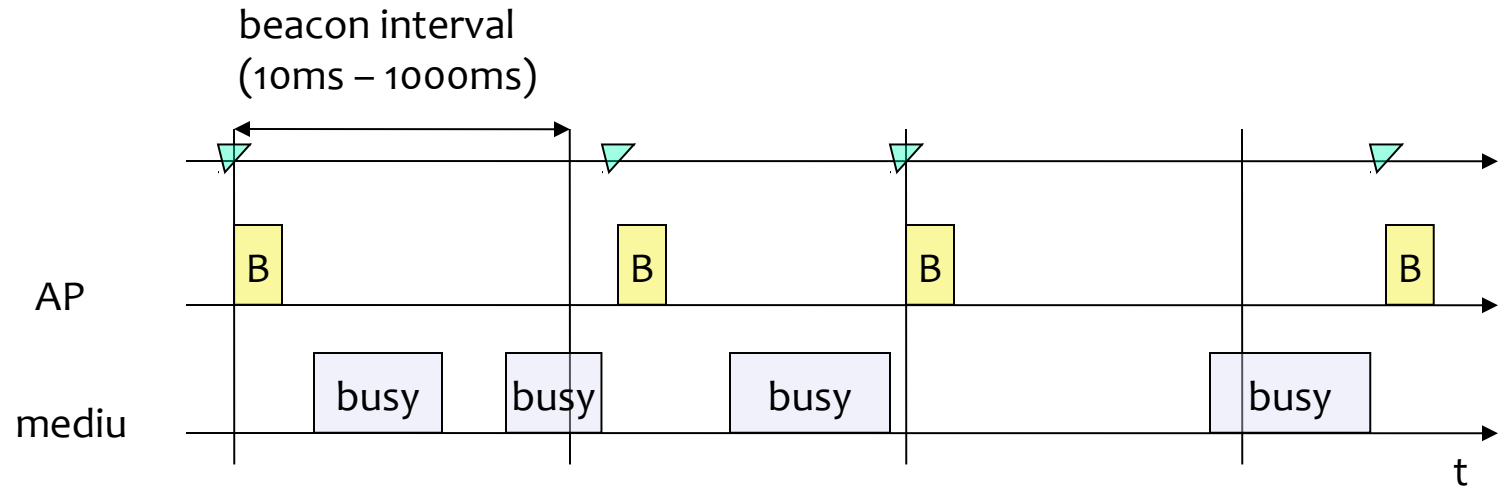 beacon interval
(10ms – 1000ms)
B B B B
AP
busy busy busy busy
mediu
t